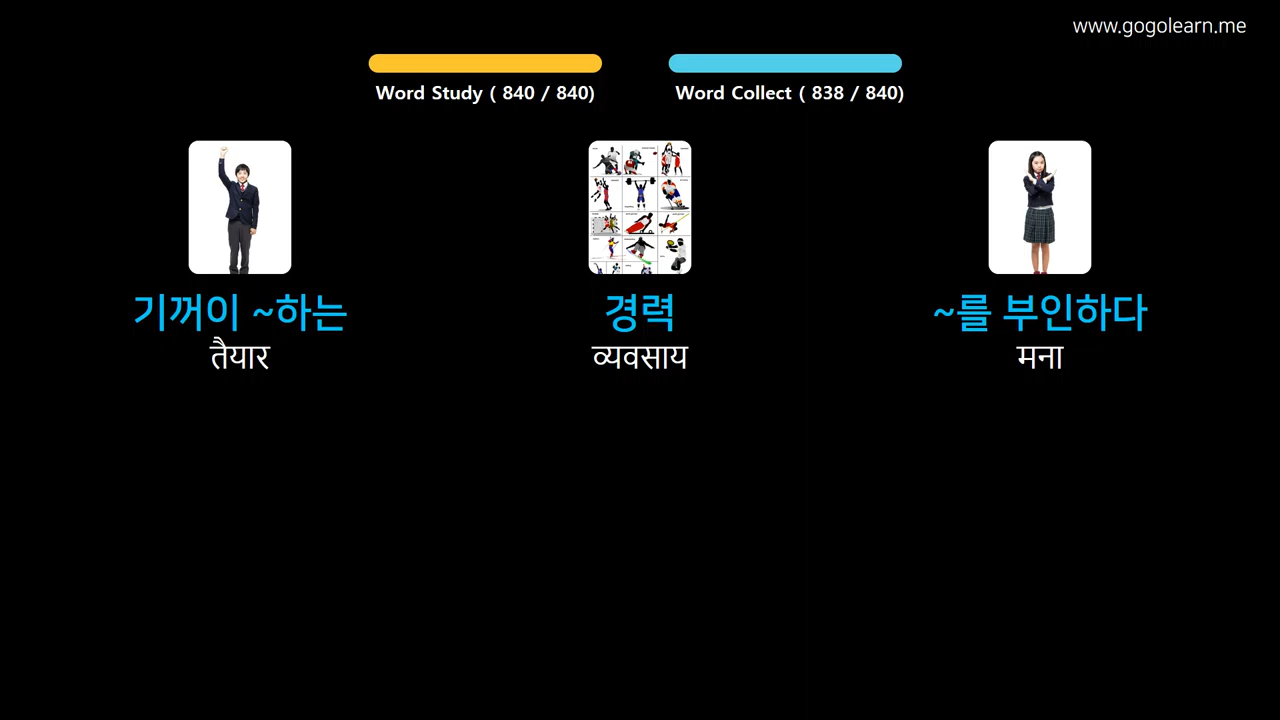 www.gogolearn.me
Word Study ( 840 / 840)
Word Collect ( 838 / 840)
기꺼이 ~하는
तैयार
경력
व्यवसाय
~를 부인하다
मना